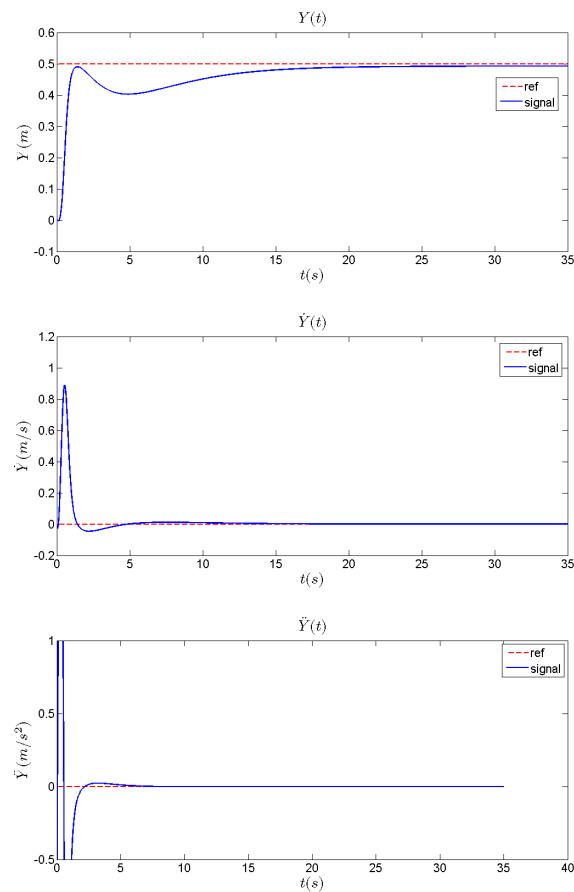 Y(t)
0.6
0.5
0.4
0.3
0.2
0.1
0
-0.1
Y (m)
ref
signal
0 5 10 15 20 25 30 35
t(s)
Ẏ(t)
1.2
1
0.8
0.6
0.4
0.2
0
-0.2
Ẏ (m/s)
ref
signal
0 5 10 15 20 25 30 35
t(s)
Ÿ(t)
1
0.5
0
-0.5
Ÿ (m/s²)
ref
signal
0 5 10 15 20 25 30 35 40
t(s)